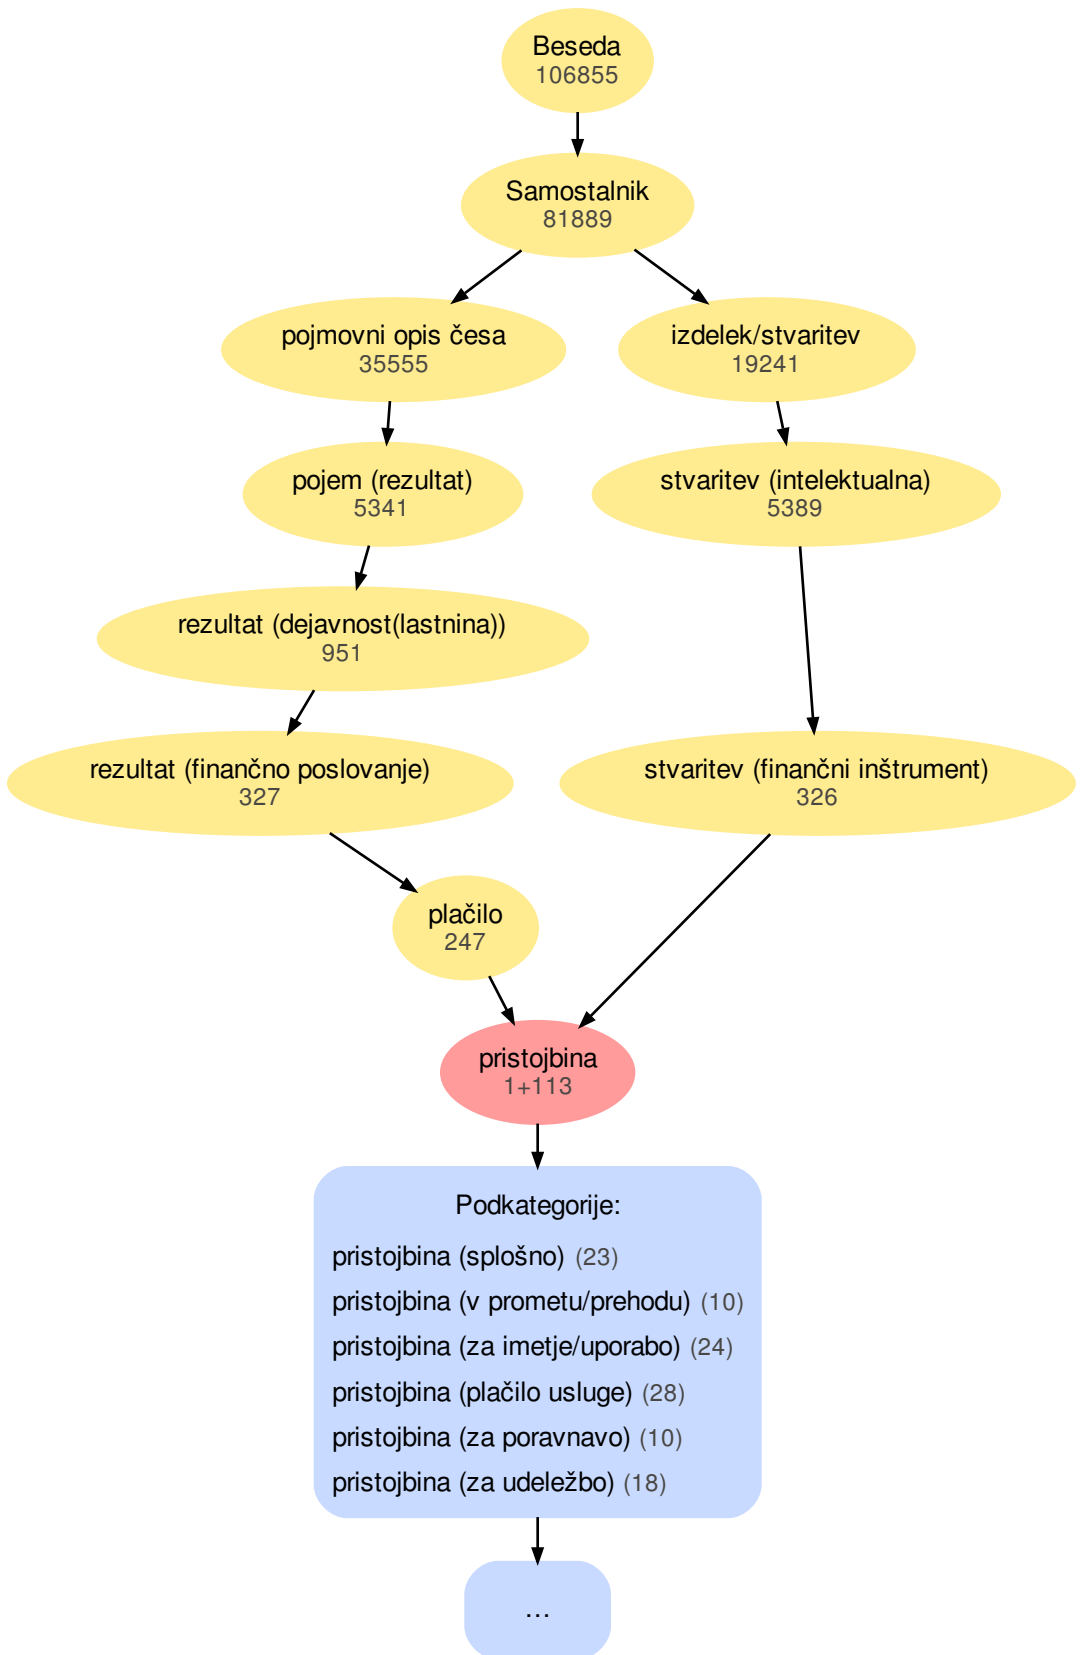 Beseda
106855
Samostalnik
81889
pojmovni opis česa
35555
izdelek/stvaritev
19241
pojem (rezultat)
5341
stvaritev (intelektualna)
5389
rezultat (dejavnost(lastnina))
951
rezultat (finančno poslovanje)
327
stvaritev (finančni inštrument)
326
plačilo
247
pristojbina
1+113
Podkategorije:
pristojbina (splošno) (23)
pristojbina (v prometu/prehodu) (10)
pristojbina (za imetje/uporabo) (24)
pristojbina (plačilo usluge) (28)
pristojbina (za poravnavo) (10)
pristojbina (za udeležbo) (18)
...